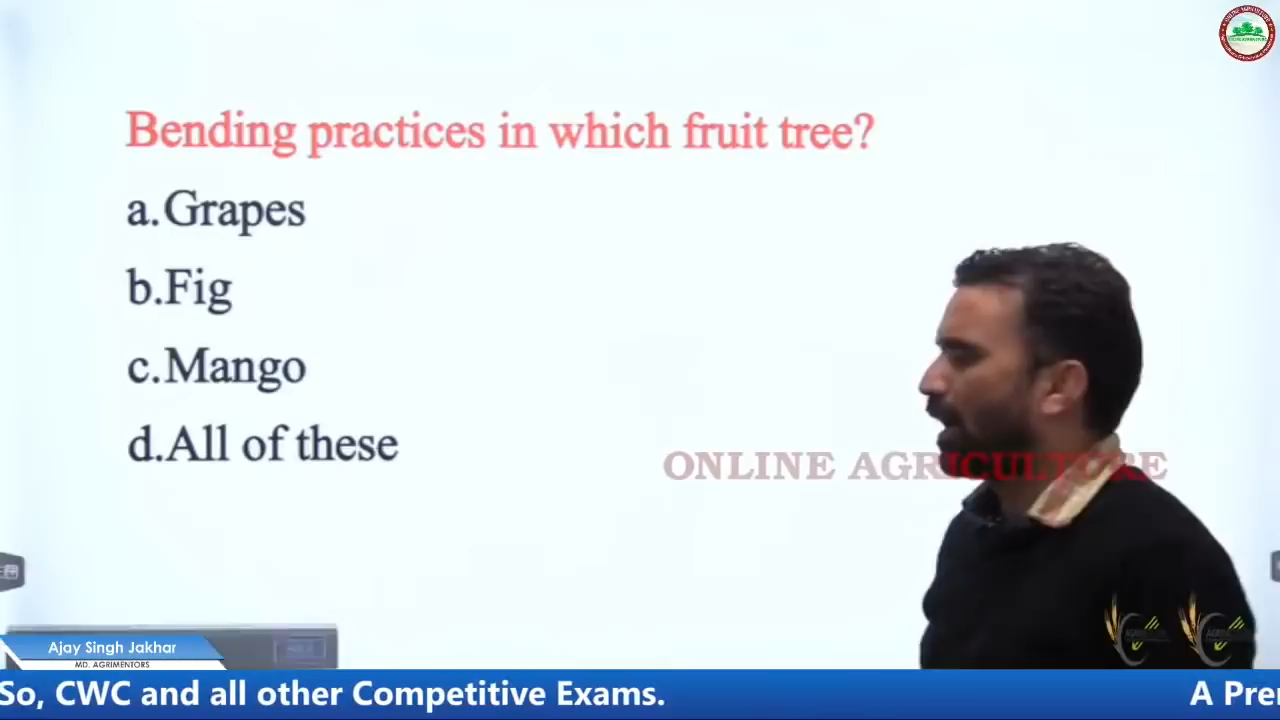 Bending practices in which fruit tree?
a.Grapes
b.Fig
c.Mango
d.All of these
ONLINE AGRICULTURE
Ajay Singh Jakhar
MD. AGRIMENTORS
So, CWC and all other Competitive Exams.
A Pre